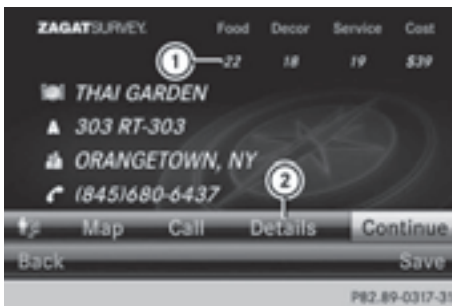 ZAGATSURVEY. Food Decor Service Cost
1 22 18 19 $39
THAI GARDEN
303 RT-303
ORANGETOWN, NY
2
(845)680-6437
Map Call Details Continue
Back Save
P82.89-0317-31